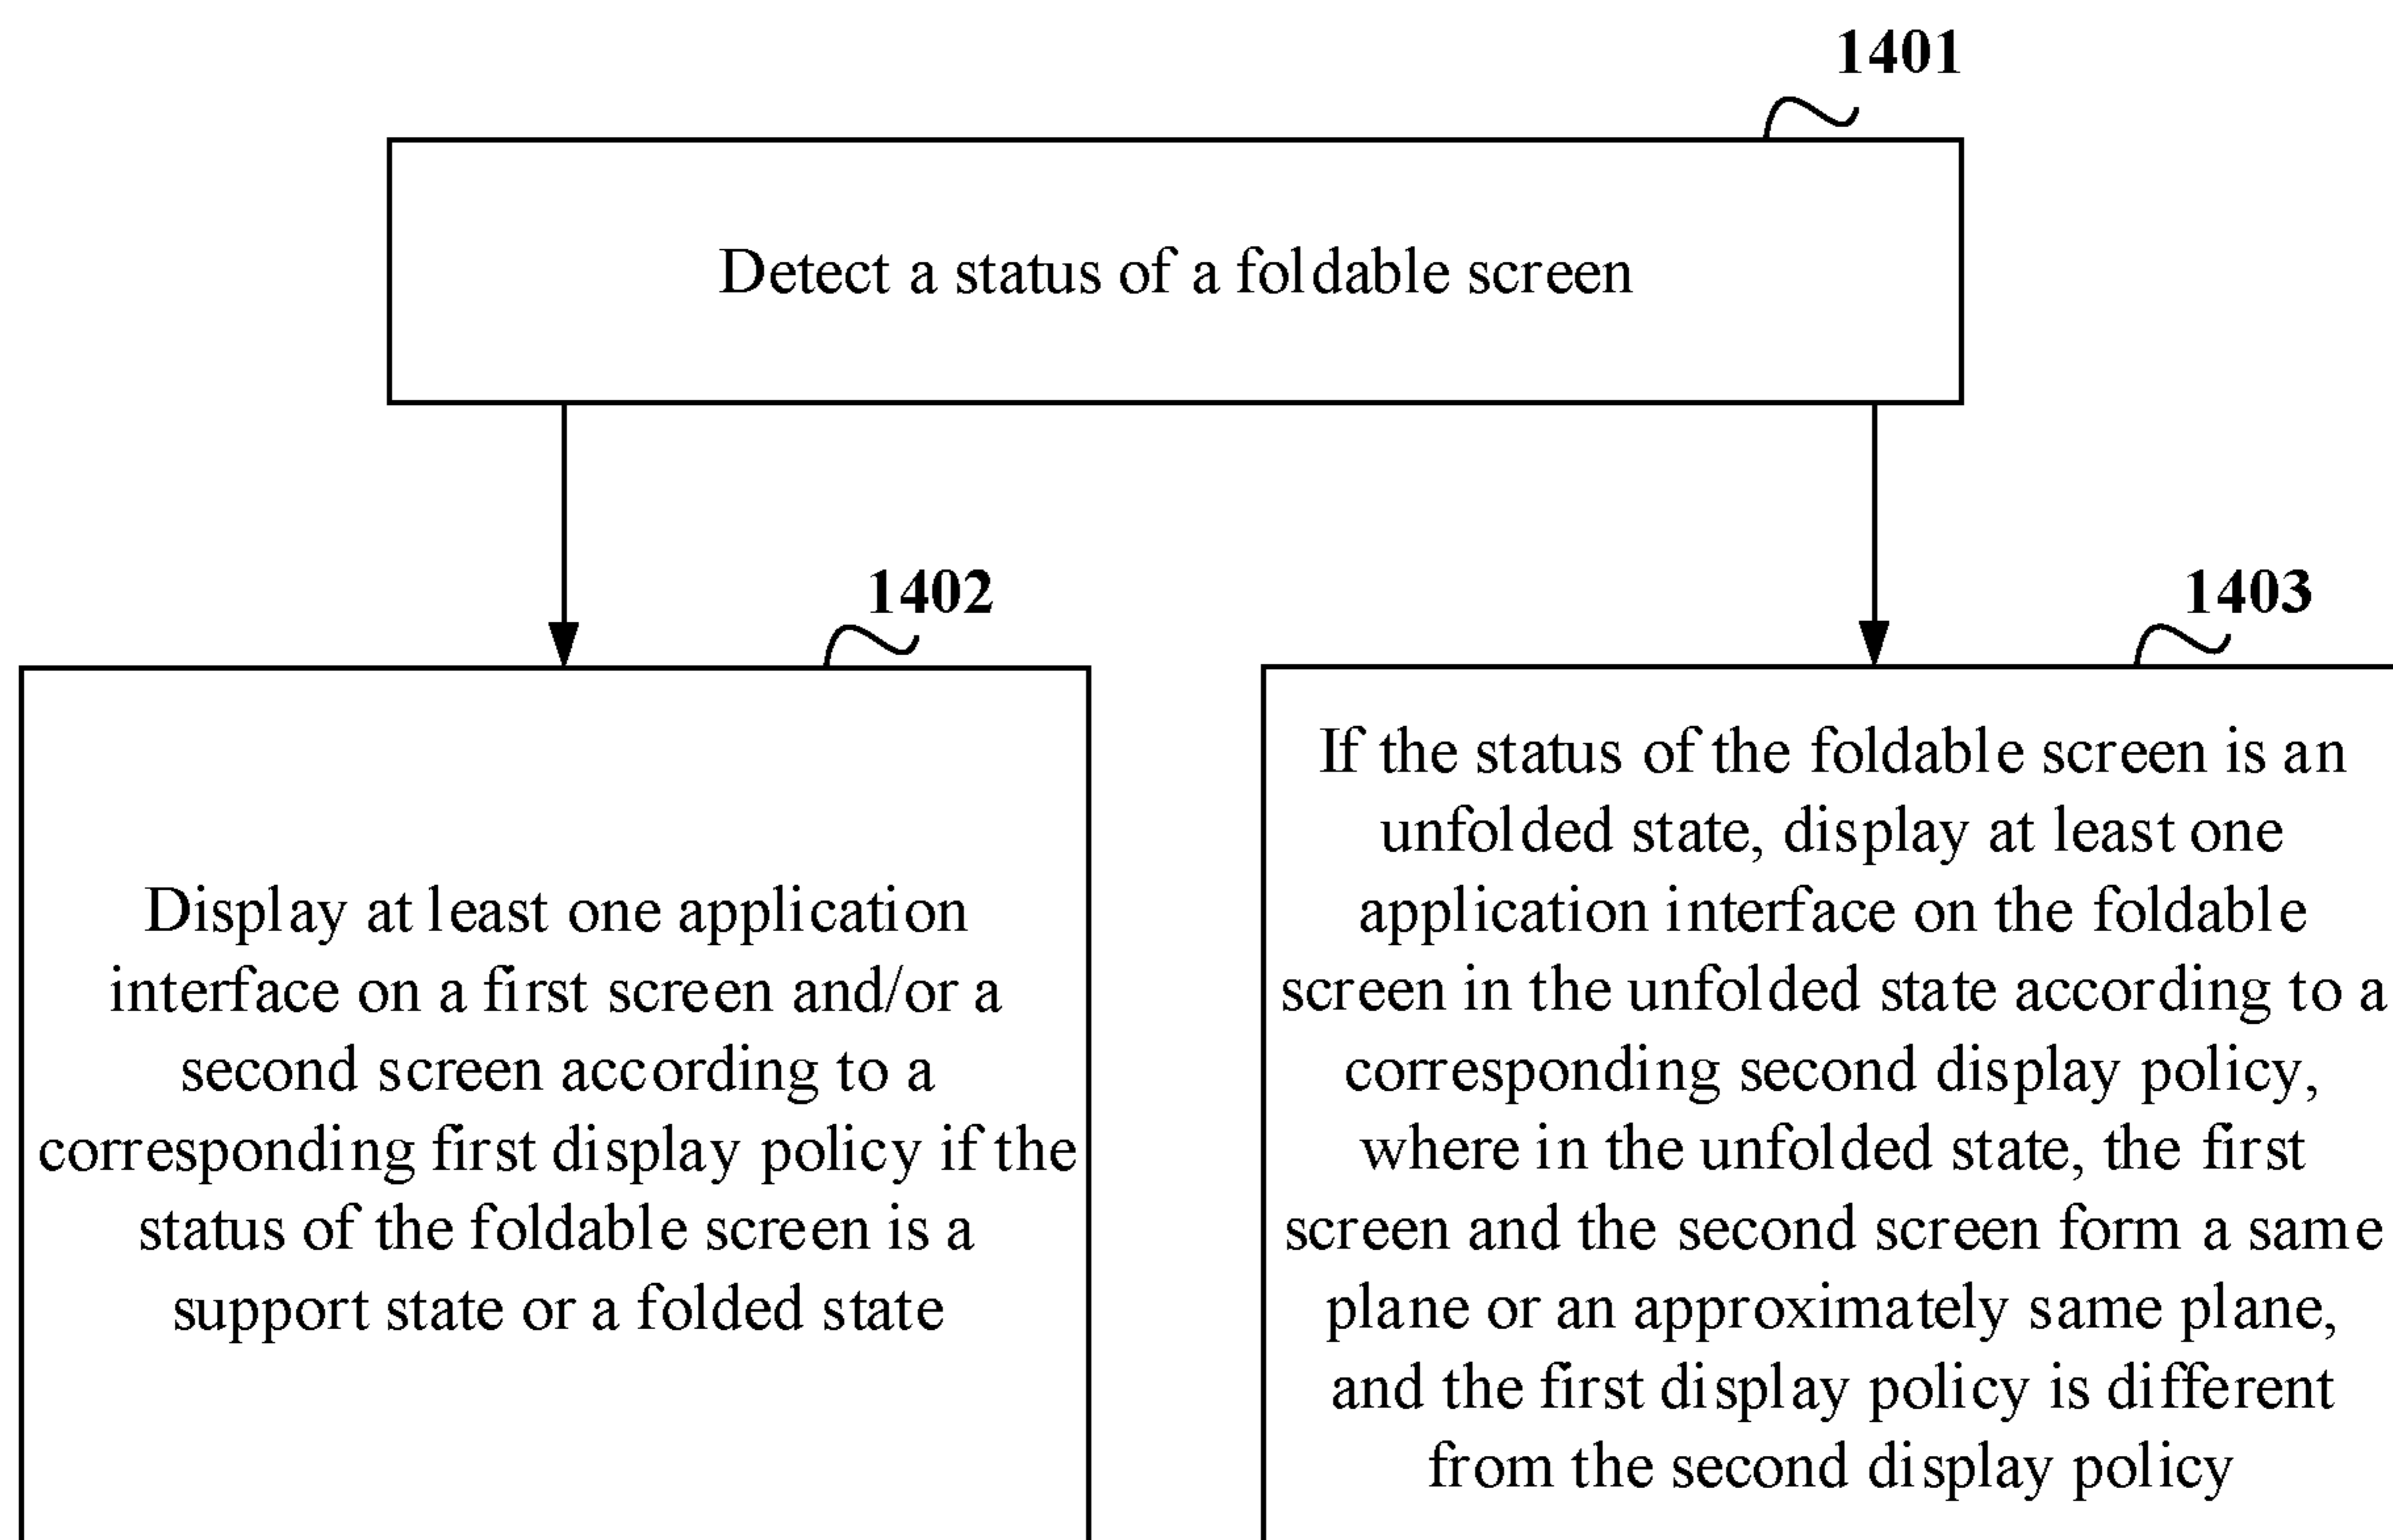 1401
Detect a status of a foldable screen
1402
Display at least one application
interface on a first screen and/or a
second screen according to a
corresponding first display policy if the
status of the foldable screen is a
support state or a folded state
1403
If the status of the foldable screen is an
unfolded state, display at least one
application interface on the foldable
screen in the unfolded state according to a
corresponding second display policy,
where in the unfolded state, the first
screen and the second screen form a same
plane or an approximately same plane,
and the first display policy is different
from the second display policy